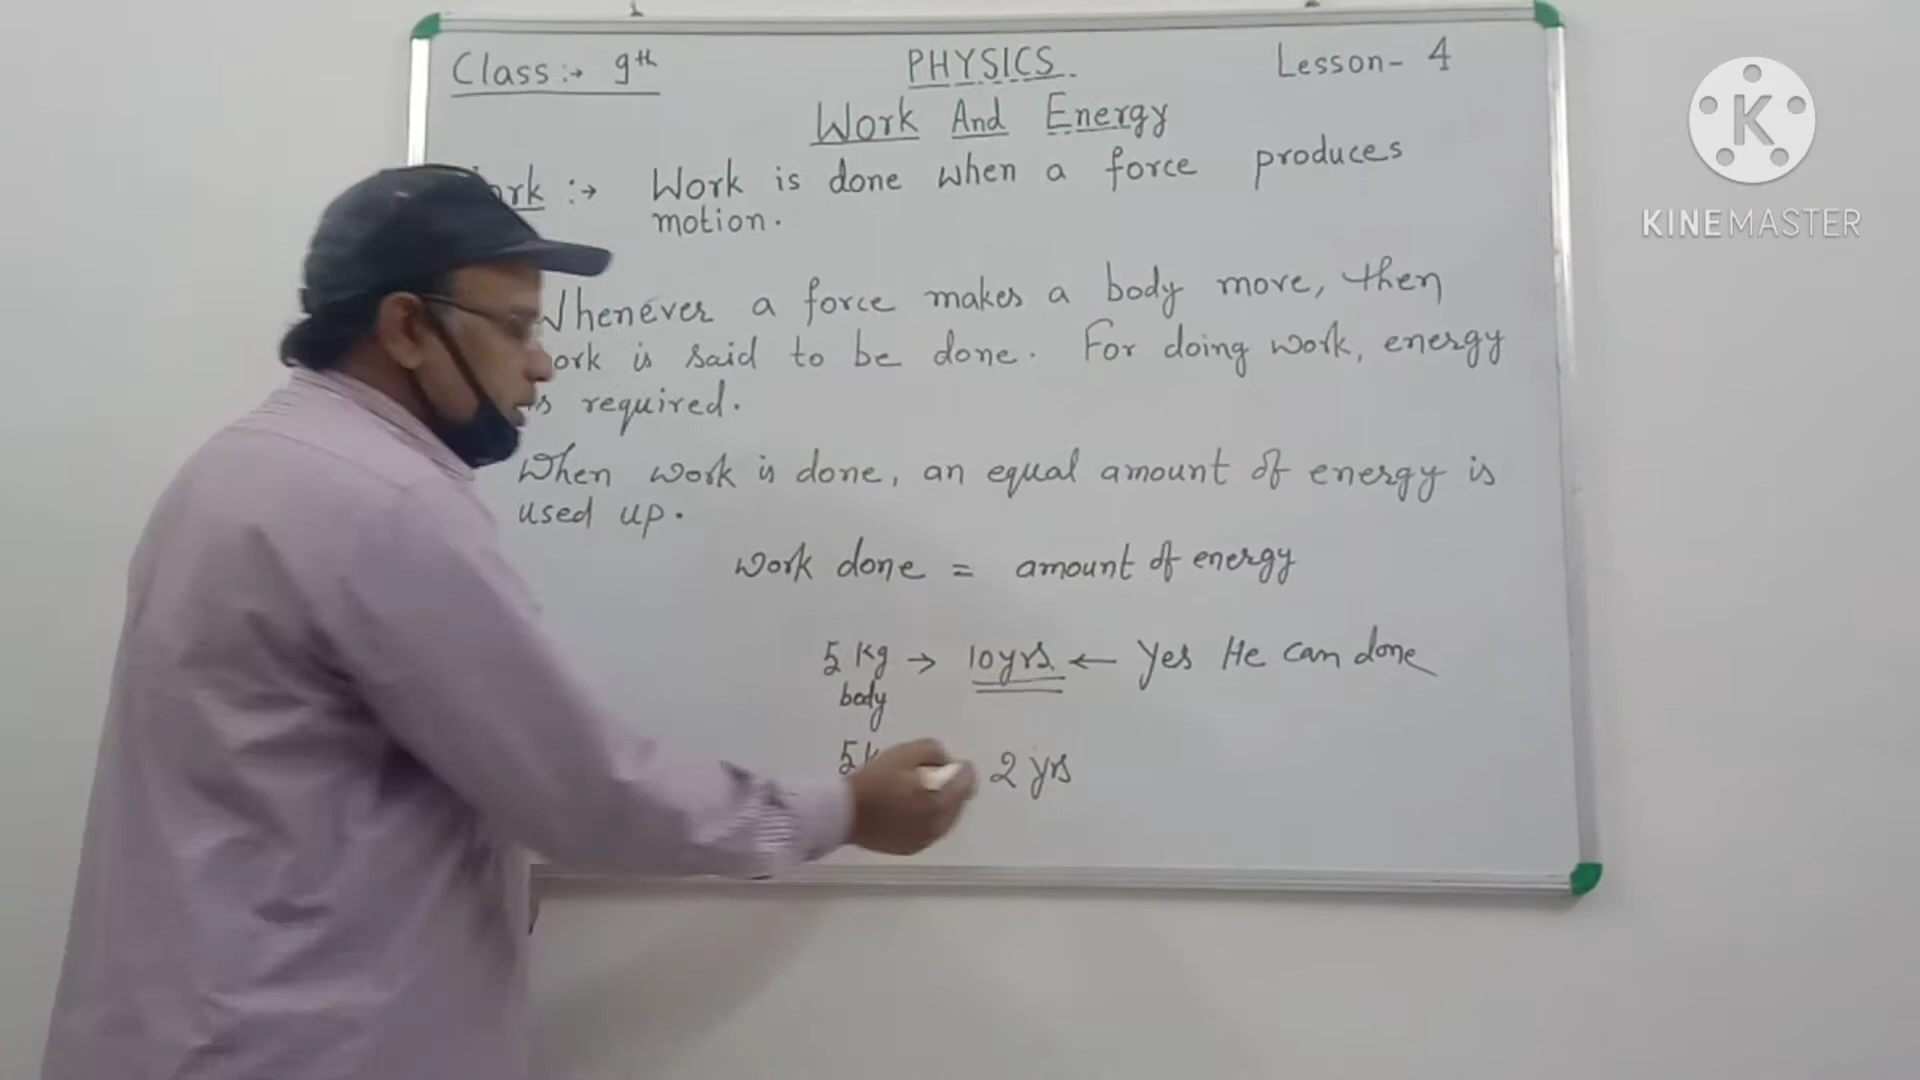 Class:→ 9th
PHYSICS
Lesson- 4
Work And Energy
:→ Work is done when a force produces
motion.
Whenever a force makes a body move, then
is said to be done. For doing work, energy
required.
When work is done, an equal amount of energy is
used up.
work done = amount of energy
5 kg → 10yrs ← Yes He can done
body
2 yrs
K
KINEMASTER